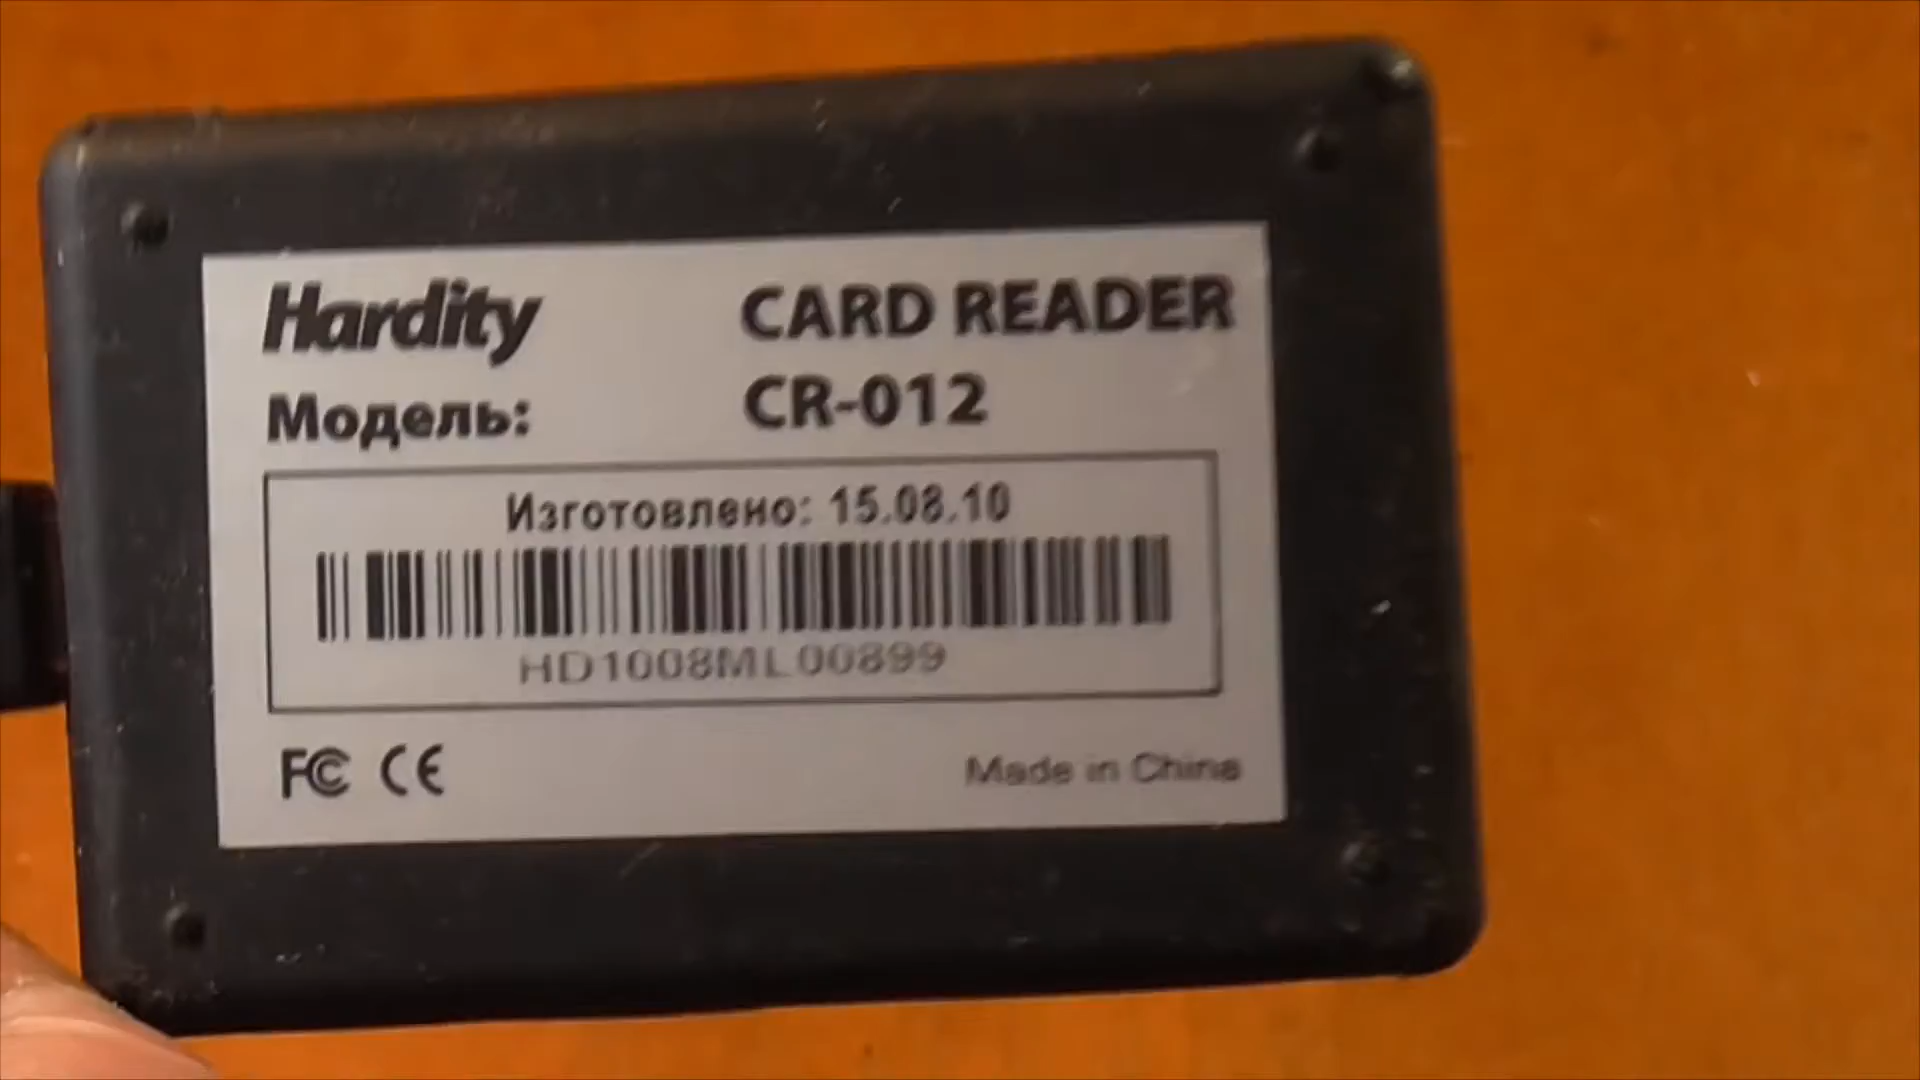 Hardity CARD READER
Модель: CR-012
Изготовлено: 15.08.10
HD1008ML00899
FC CE Made in China